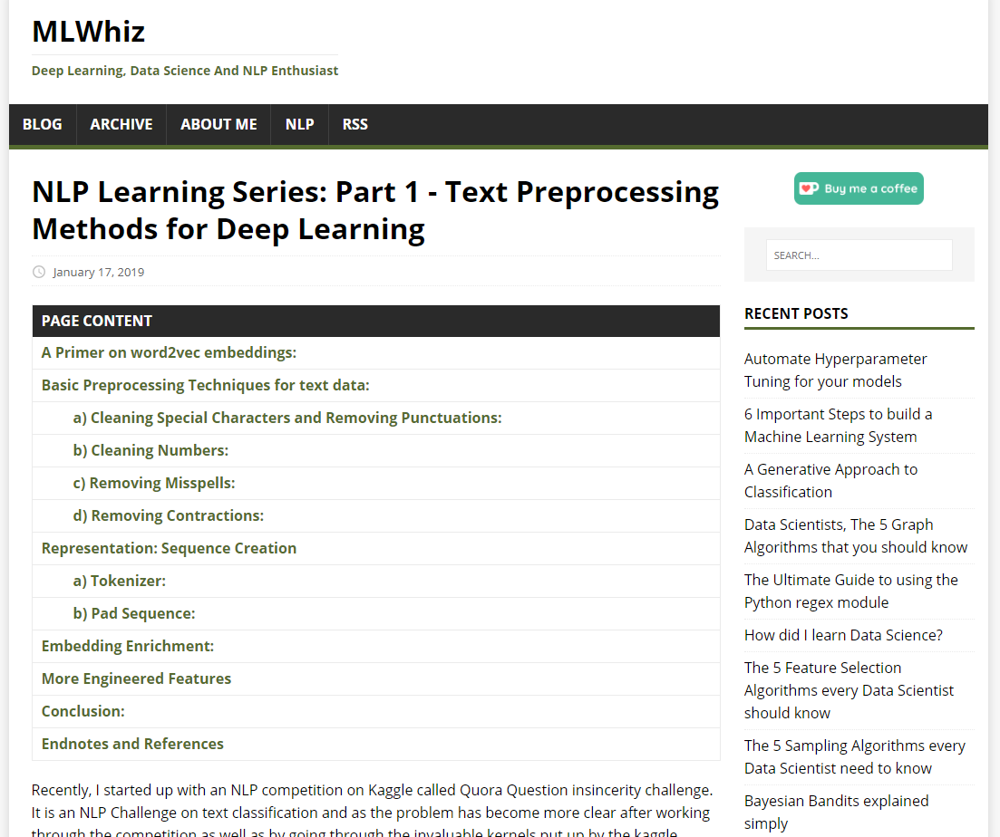 MLWhiz
Deep Learning, Data Science And NLP Enthusiast
BLOG
ARCHIVE
ABOUT ME
NLP
RSS
NLP Learning Series: Part 1 - Text Preprocessing
Methods for Deep Learning
January 17, 2019
PAGE CONTENT
A Primer on word2vec embeddings:
Basic Preprocessing Techniques for text data:
a) Cleaning Special Characters and Removing Punctuations:
b) Cleaning Numbers:
c) Removing Misspells:
d) Removing Contractions:
Representation: Sequence Creation
a) Tokenizer:
b) Pad Sequence:
Embedding Enrichment:
More Engineered Features
Conclusion:
Endnotes and References
Recently, I started up with an NLP competition on Kaggle called Quora Question insincerity challenge.
It is an NLP Challenge on text classification and as the problem has become more clear after working
through the competition as well as by going through the invaluable kernels put up by the kaggle
Buy me a coffee
SEARCH...
RECENT POSTS
Automate Hyperparameter
Tuning for your models
6 Important Steps to build a
Machine Learning System
A Generative Approach to
Classification
Data Scientists, The 5 Graph
Algorithms that you should know
The Ultimate Guide to using the
Python regex module
How did I learn Data Science?
The 5 Feature Selection
Algorithms every Data Scientist
should know
The 5 Sampling Algorithms every
Data Scientist need to know
Bayesian Bandits explained
simply